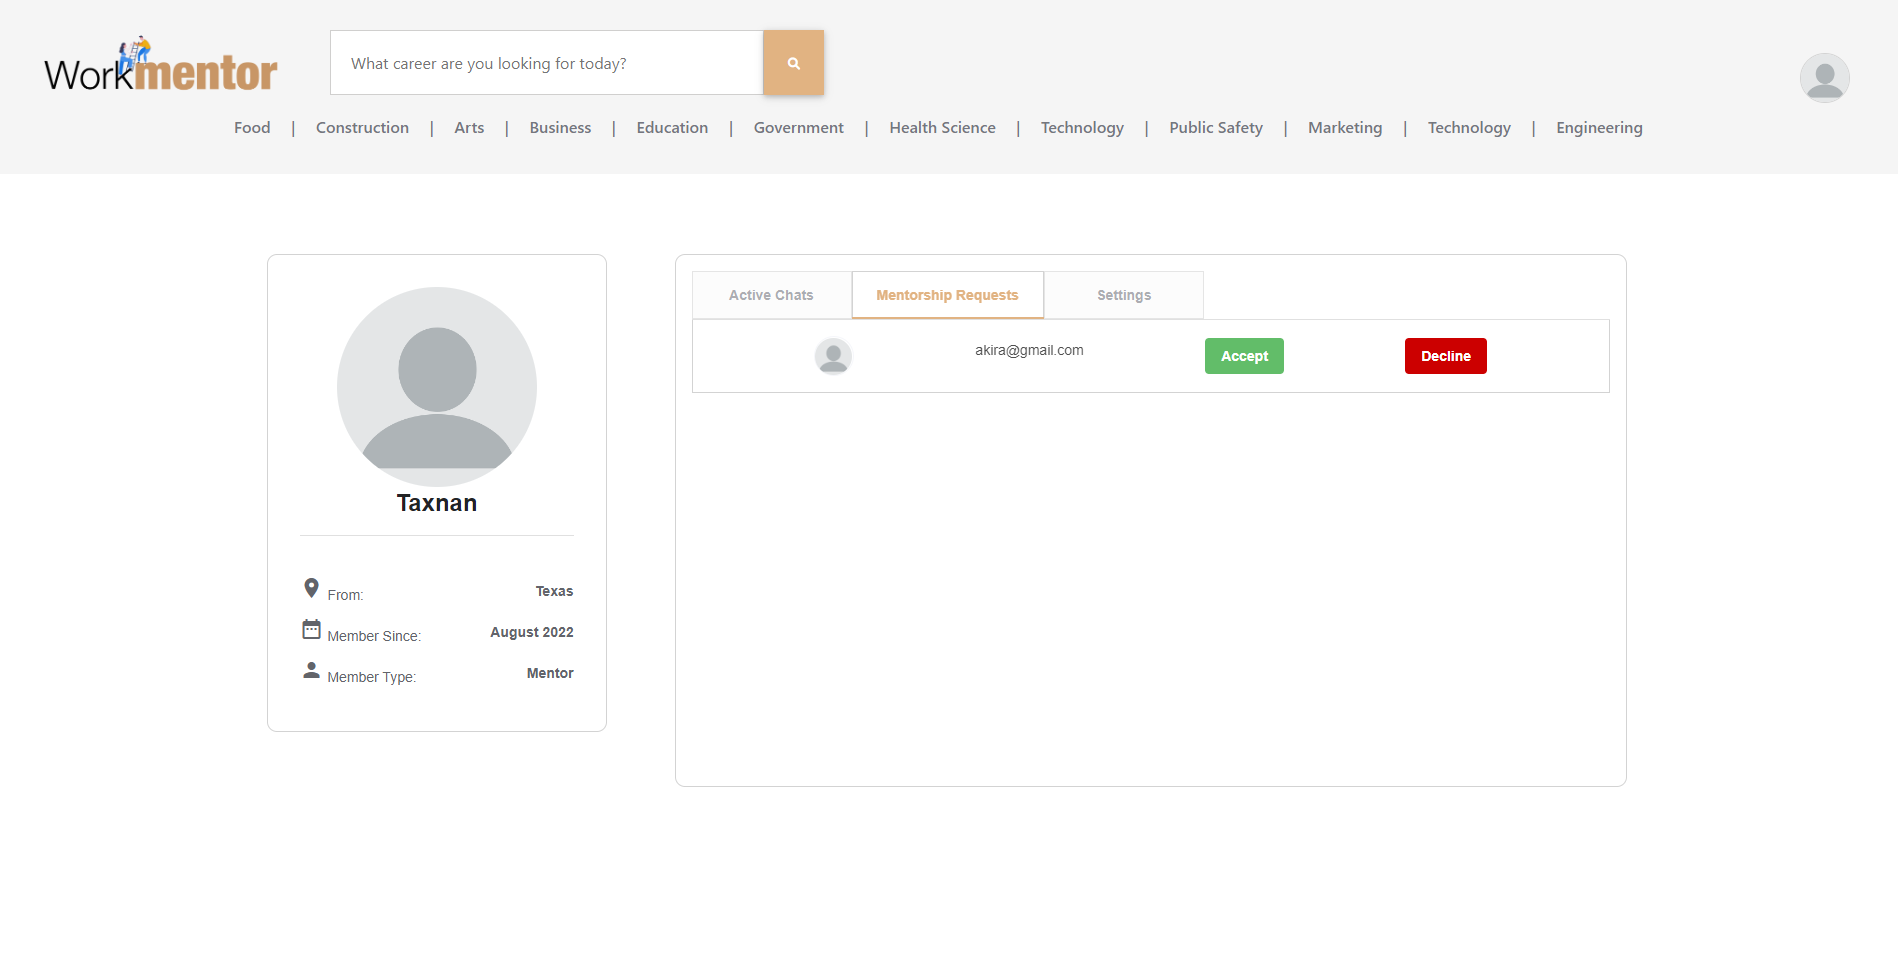 Workmentor
What career are you looking for today?
Food | Construction | Arts | Business | Education | Government | Health Science | Technology | Public Safety | Marketing | Technology | Engineering
Taxnan
From: Texas
Member Since: August 2022
Member Type: Mentor
Active Chats Mentorship Requests Settings
akira@gmail.com Accept Decline